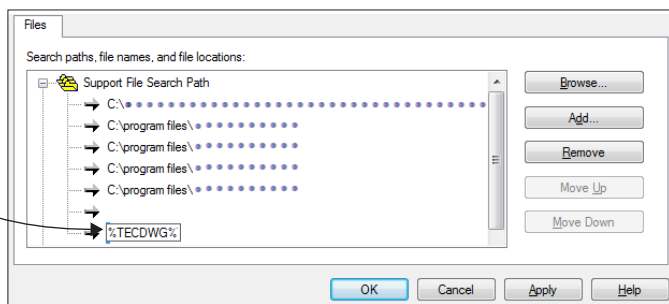 Files
Search paths, file names, and file locations:
Support File Search Path
C:\
C:\program files\
C:\program files\
C:\program files\
C:\program files\
%TECDWG%
Browse...
Add...
Remove
Move Up
Move Down
OK Cancel Apply Help